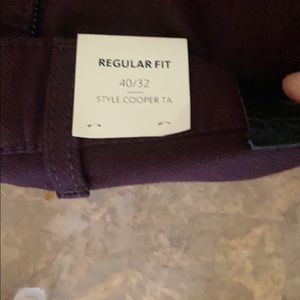 REGULAR FIT
40/32
STYLE:COOPER TA